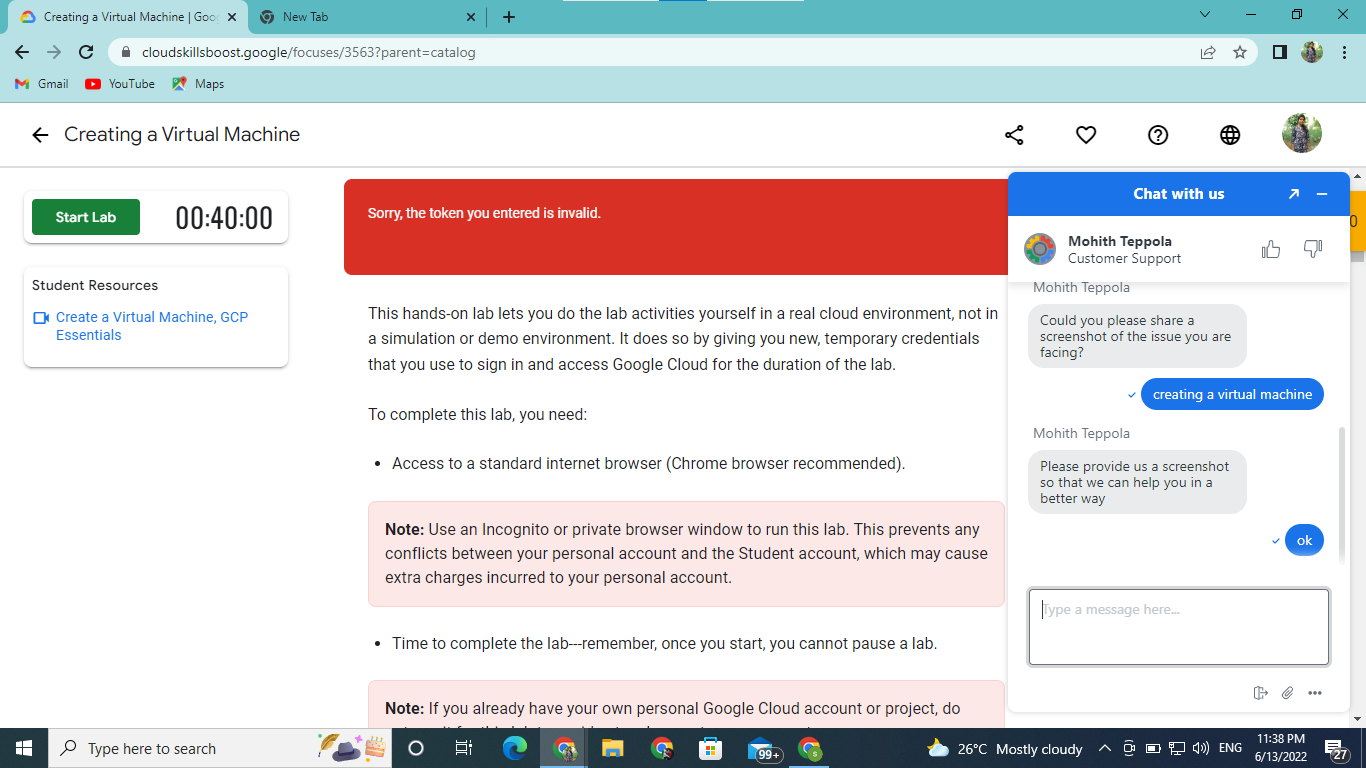 Creating a Virtual Machine | Goo
New Tab
cloudskillsboost.google/focuses/3563?parent=catalog
Gmail
YouTube
Maps
Creating a Virtual Machine
Start Lab
00:40:00
Student Resources
Create a Virtual Machine, GCP
Essentials
Sorry, the token you entered is invalid.
This hands-on lab lets you do the lab activities yourself in a real cloud environment, not in
a simulation or demo environment. It does so by giving you new, temporary credentials
that you use to sign in and access Google Cloud for the duration of the lab.
To complete this lab, you need:
• Access to a standard internet browser (Chrome browser recommended).
Note: Use an Incognito or private browser window to run this lab. This prevents any
conflicts between your personal account and the Student account, which may cause
extra charges incurred to your personal account.
• Time to complete the lab---remember, once you start, you cannot pause a lab.
Note: If you already have your own personal Google Cloud account or project, do
Chat with us
0
Mohith Teppola
Customer Support
Mohith Teppola
Could you please share a
screenshot of the issue you are
facing?
creating a virtual machine
Mohith Teppola
Please provide us a screenshot
so that we can help you in a
better way
ok
Type a message here...
Type here to search
99+
S
26°C Mostly cloudy
ENG
11:38 PM
6/13/2022
27